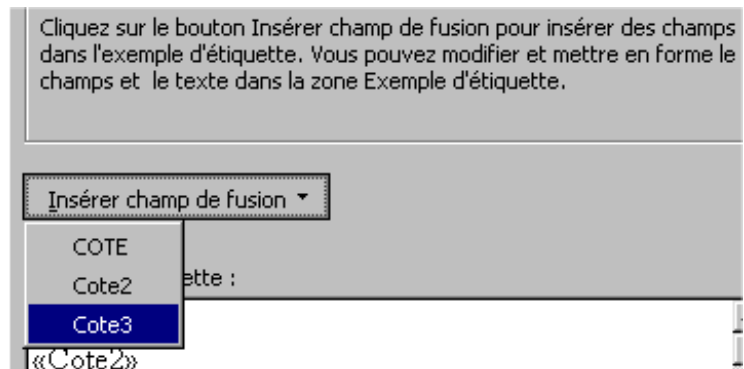 Cliquez sur le bouton Insérer champ de fusion pour insérer des champs
dans l'exemple d'étiquette. Vous pouvez modifier et mettre en forme le
champs et le texte dans la zone Exemple d'étiquette.
Insérer champ de fusion
COTE
Cote2
ette :
Cote3
«Cote2»